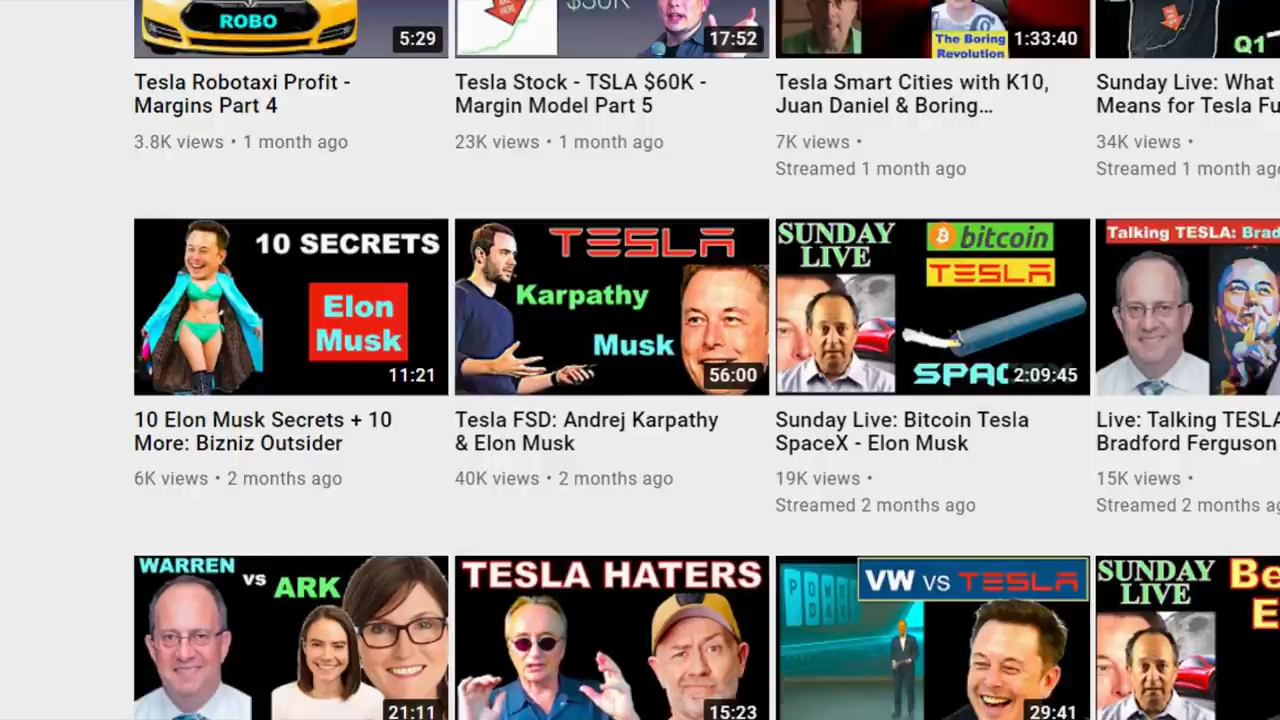 ROBO
5:29
$50K
17:52
The Boring
Revolution
1:33:40
Q1
Tesla Robotaxi Profit -
Margins Part 4
3.8K views • 1 month ago
Tesla Stock - TSLA $60K -
Margin Model Part 5
23K views • 1 month ago
Tesla Smart Cities with K10,
Juan Daniel & Boring…
7K views •
Streamed 1 month ago
Sunday Live: What
Means for Tesla Fu
34K views •
Streamed 1 month ago
10 SECRETS
Elon
Musk
11:21
TESLA
Karpathy
Musk
56:00
SUNDAY
LIVE
bitcoin
TESLA
SPAC
2:09:45
Talking TESLA: Brad
10 Elon Musk Secrets + 10
More: Bizniz Outsider
6K views • 2 months ago
Tesla FSD: Andrej Karpathy
& Elon Musk
40K views • 2 months ago
Sunday Live: Bitcoin Tesla
SpaceX - Elon Musk
19K views •
Streamed 2 months ago
Live: Talking TESLA
Bradford Ferguson
15K views •
Streamed 2 months ag
WARREN
vs ARK
21:11
TESLA HATERS
15:23
POWER
DAY
VW VS TESLA
29:41
SUNDAY
LIVE
Be
E